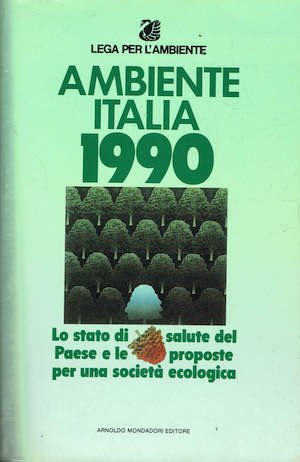 LEGA PER L'AMBIENTE
AMBIENTE
ITALIA
1990
Lo stato di salute del
Paese e le proposte
per una società ecologica
ARNOLDO MONDADORI EDITORE